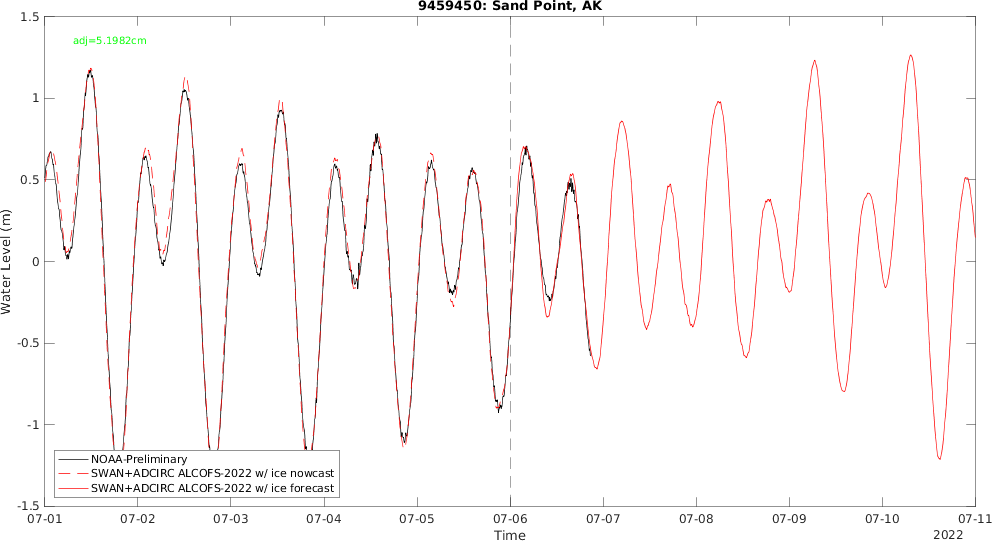 9459450: Sand Point, AK
adj=5.1982cm
Water Level (m)
1.5
1
0.5
0
-0.5
-1
-1.5
NOAA-Preliminary
SWAN+ADCIRC ALCOFS-2022 w/ ice nowcast
SWAN+ADCIRC ALCOFS-2022 w/ ice forecast
07-01 07-02 07-03 07-04 07-05 07-06 07-07 07-08 07-09 07-10 07-11
Time
2022